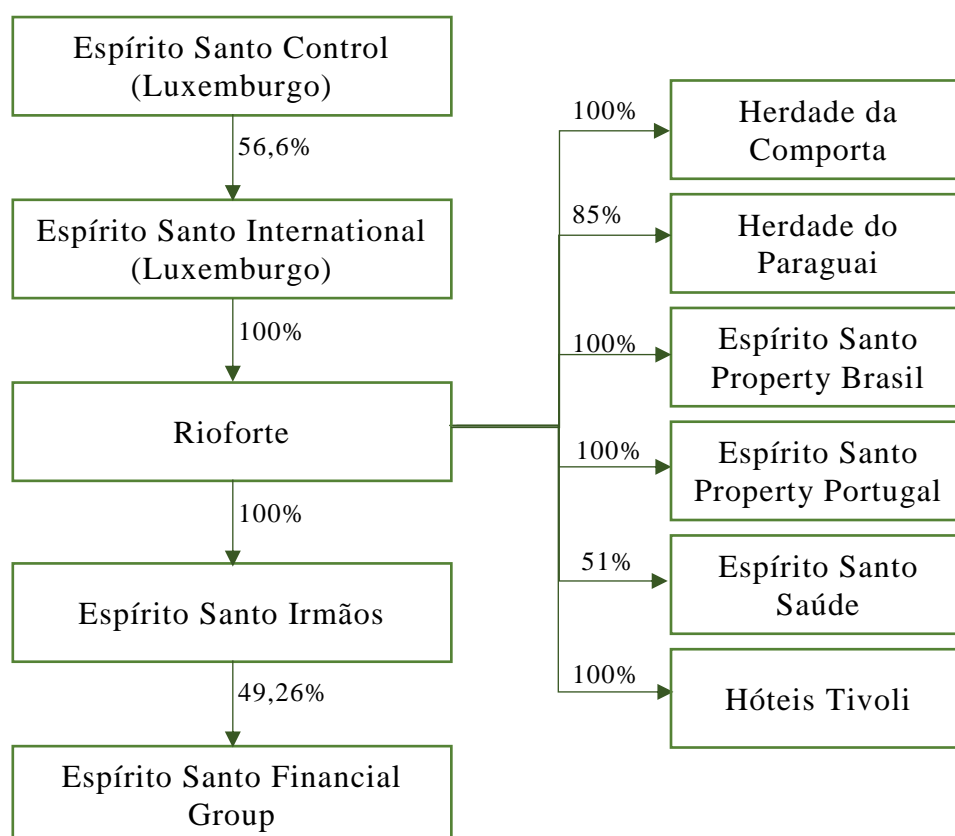 Espírito Santo Control
(Luxemburgo)
56,6%
Espírito Santo International
(Luxemburgo)
100%
Rioforte
100%
Espírito Santo Irmãos
49,26%
Espírito Santo Financial
Group
100%
Herdade da
Comporta
85%
Herdade do
Paraguai
100%
Espírito Santo
Property Brasil
100%
Espírito Santo
Property Portugal
51%
Espírito Santo
Saúde
100%
Hóteis Tivoli